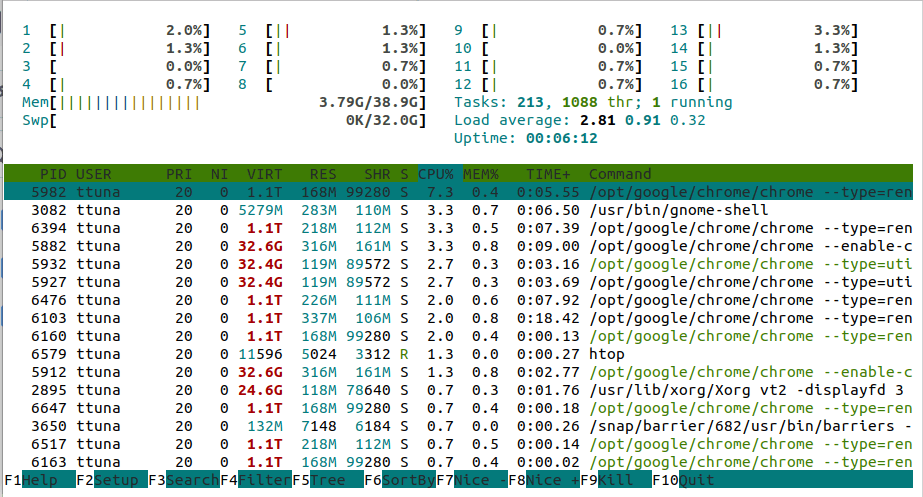 1 [| 2.0%] 5 [|| 1.3%] 9 [| 0.7%] 13 [|| 3.3%]
2 [| 1.3%] 6 [| 1.3%] 10 [ 0.0%] 14 [| 1.3%]
3 [ 0.0%] 7 [| 0.7%] 11 [| 0.7%] 15 [| 0.7%]
4 [| 0.7%] 8 [ 0.0%] 12 [| 0.7%] 16 [| 0.7%]
Mem[|||||||||||||||| 3.79G/38.9G] Tasks: 213, 1088 thr; 1 running
Swp[ 0K/32.0G] Load average: 2.81 0.91 0.32
Uptime: 00:06:12
PID USER PRI NI VIRT RES SHR S CPU% MEM% TIME+ Command
5982 ttuna 20 0 1.1T 168M 99280 S 7.3 0.4 0:05.55 /opt/google/chrome/chrome --type=ren
3082 ttuna 20 0 5279M 283M 110M S 3.3 0.7 0:06.50 /usr/bin/gnome-shell
6394 ttuna 20 0 1.1T 218M 112M S 3.3 0.5 0:07.39 /opt/google/chrome/chrome --type=ren
5882 ttuna 20 0 32.6G 316M 161M S 3.3 0.8 0:09.00 /opt/google/chrome/chrome --enable-c
5932 ttuna 20 0 32.4G 119M 89572 S 2.7 0.3 0:03.16 /opt/google/chrome/chrome --type=uti
5927 ttuna 20 0 32.4G 119M 89572 S 2.7 0.3 0:03.69 /opt/google/chrome/chrome --type=uti
6476 ttuna 20 0 1.1T 226M 111M S 2.0 0.6 0:07.92 /opt/google/chrome/chrome --type=ren
6103 ttuna 20 0 1.1T 337M 106M S 2.0 0.8 0:18.42 /opt/google/chrome/chrome --type=ren
6160 ttuna 20 0 1.1T 168M 99280 S 2.0 0.4 0:00.13 /opt/google/chrome/chrome --type=ren
6579 ttuna 20 0 11596 5024 3312 R 1.3 0.0 0:00.27 htop
5912 ttuna 20 0 32.6G 316M 161M S 1.3 0.8 0:02.77 /opt/google/chrome/chrome --enable-c
2895 ttuna 20 0 24.6G 118M 78640 S 0.7 0.3 0:01.76 /usr/lib/xorg/Xorg vt2 -displayfd 3
6647 ttuna 20 0 1.1T 168M 99280 S 0.7 0.4 0:00.18 /opt/google/chrome/chrome --type=ren
3650 ttuna 20 0 132M 7148 6184 S 0.7 0.0 0:00.26 /snap/barrier/682/usr/bin/barriers -
6517 ttuna 20 0 1.1T 218M 112M S 0.7 0.5 0:00.14 /opt/google/chrome/chrome --type=ren
6163 ttuna 20 0 1.1T 168M 99280 S 0.7 0.4 0:00.02 /opt/google/chrome/chrome --type=ren
F1Help F2Setup F3SearchF4FilterF5Tree F6SortByF7Nice -F8Nice +F9Kill F10Quit